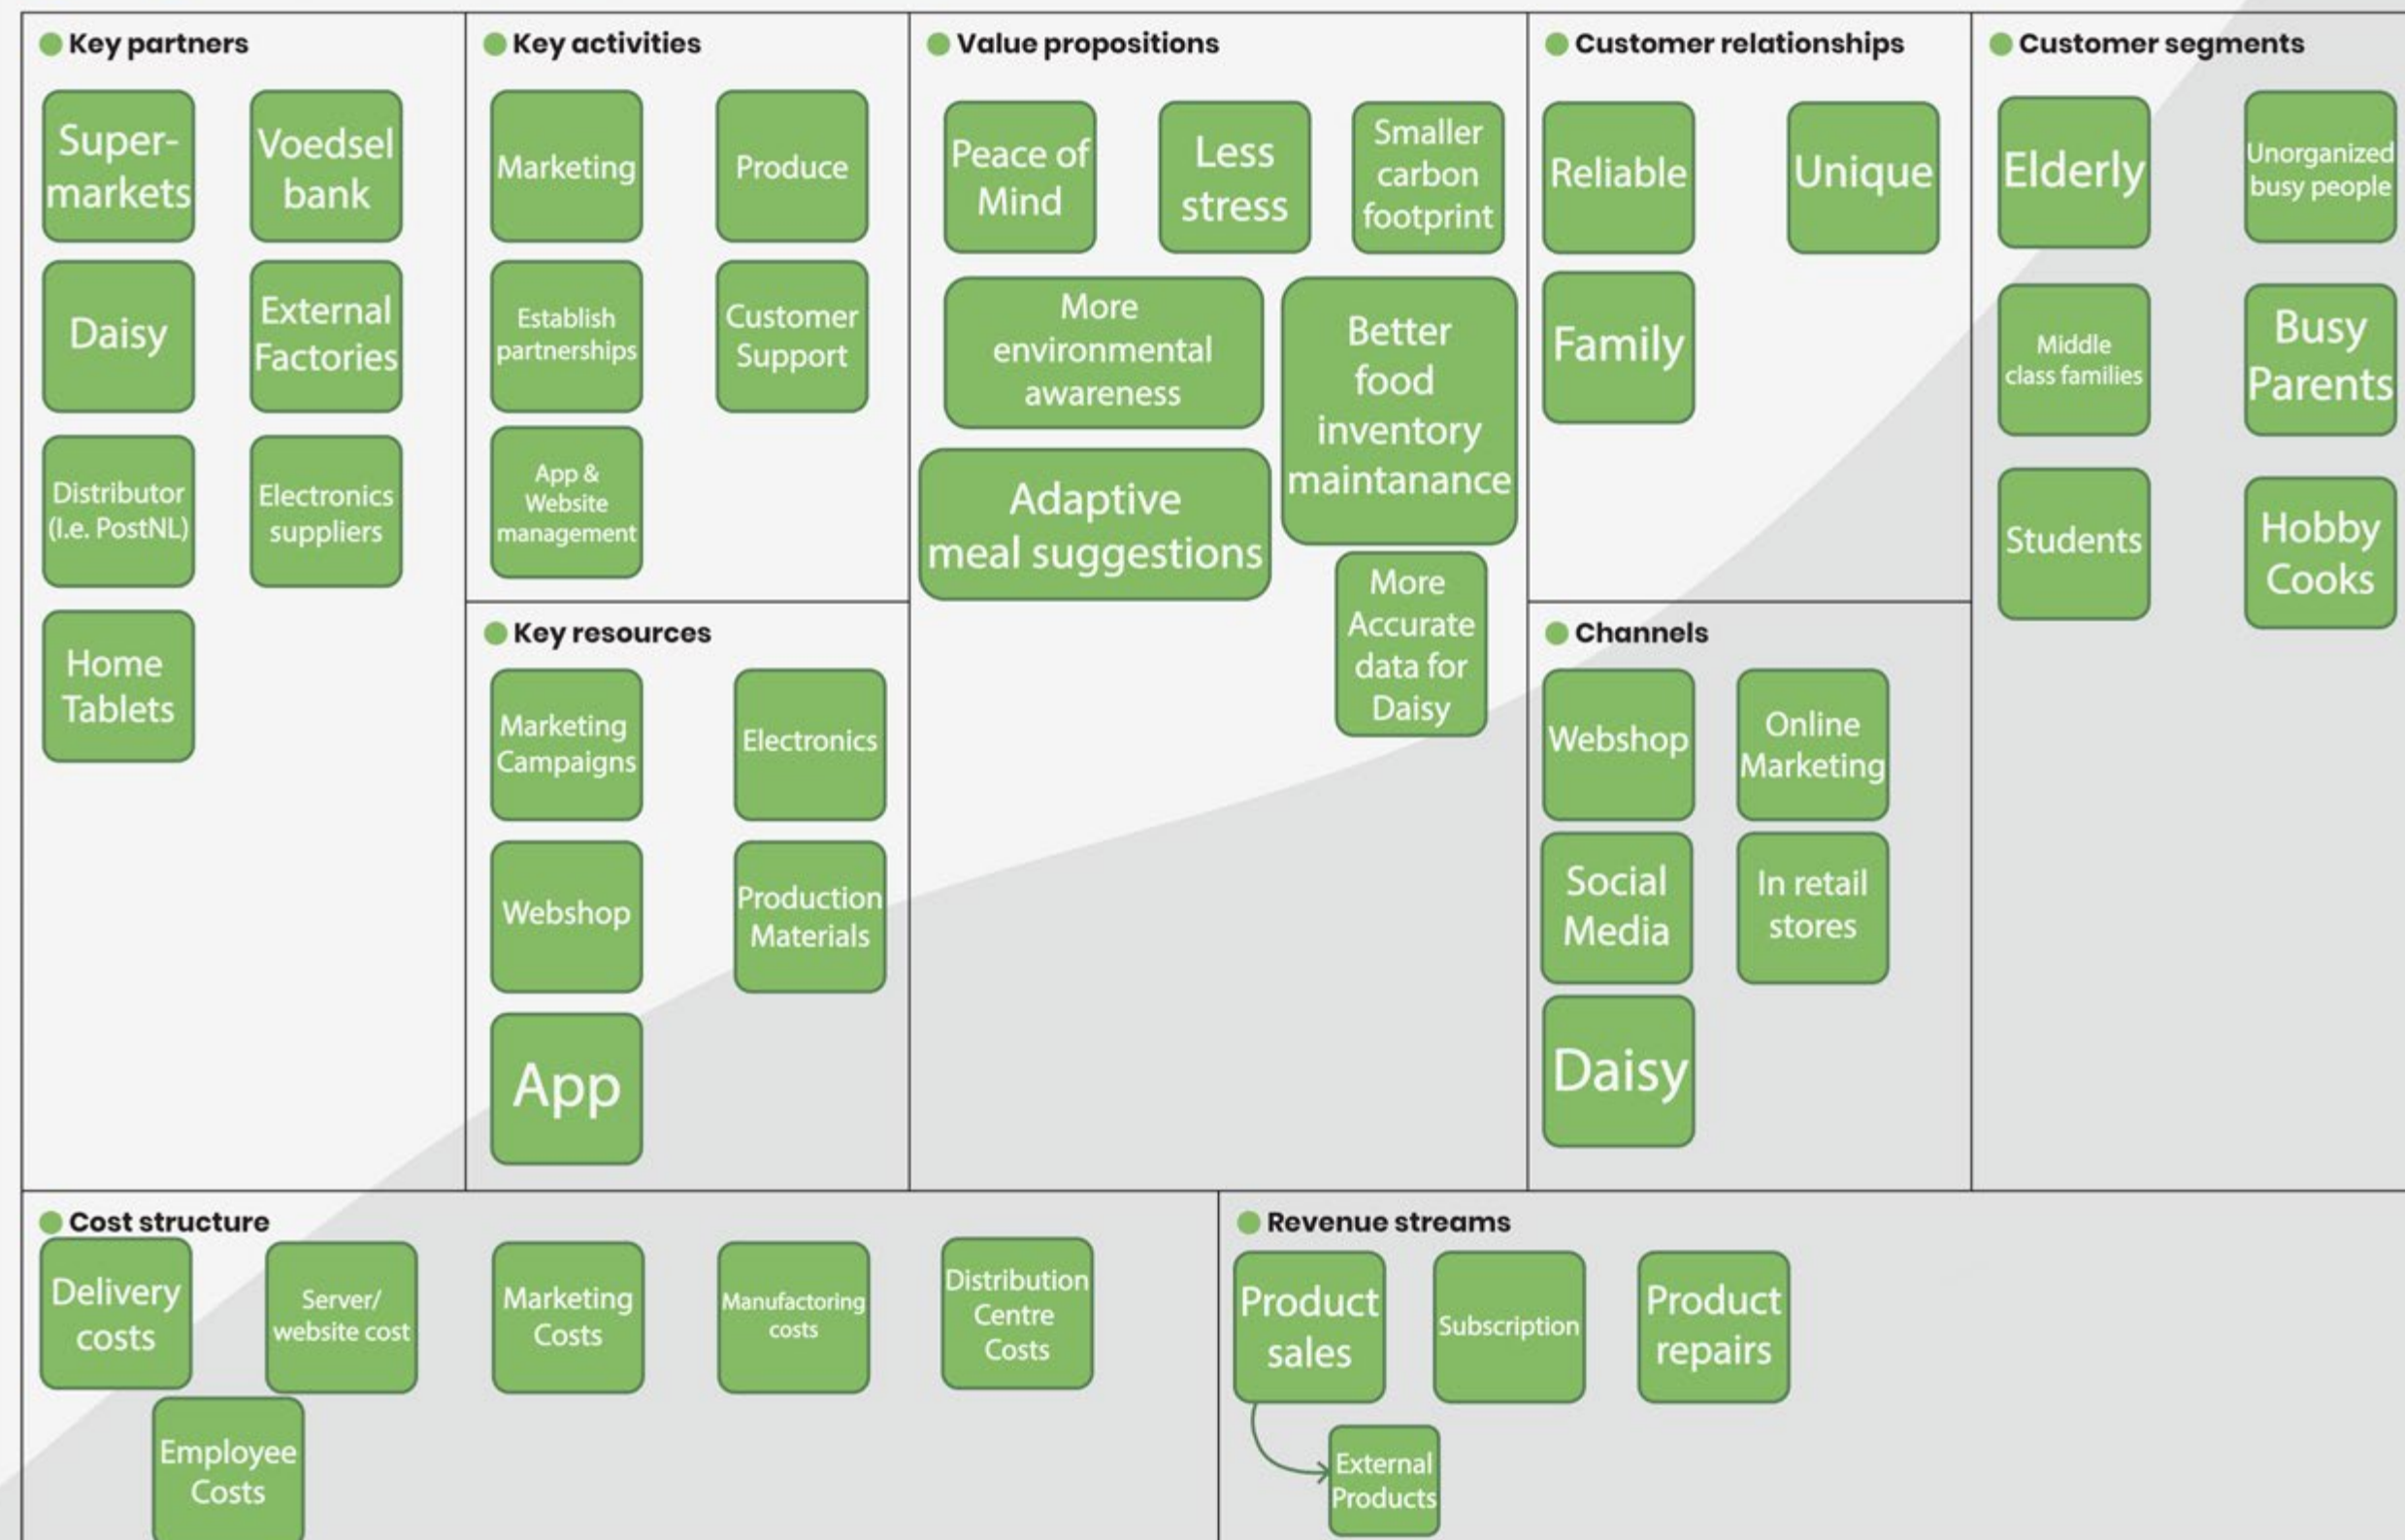 Key partners
Super-
markets
Voedsel
bank
Daisy
External
Factories
Distributor
(I.e. PostNL)
Electronics
suppliers
Home
Tablets
Key activities
Marketing
Produce
Establish
partnerships
Customer
Support
App &
Website
management
Key resources
Marketing
Campaigns
Electronics
Webshop
Production
Materials
App
Value propositions
Peace of
Mind
Less
stress
Smaller
carbon
footprint
More
environmental
awareness
Better
food
inventory
maintanance
Adaptive
meal suggestions
More
Accurate
data for
Daisy
Customer relationships
Reliable
Unique
Family
Channels
Webshop
Online
Marketing
Social
Media
In retail
stores
Daisy
Customer segments
Elderly
Unorganized
busy people
Middle
class families
Busy
Parents
Students
Hobby
Cooks
Cost structure
Delivery
costs
Server/
website cost
Marketing
Costs
Manufactoring
costs
Distribution
Centre
Costs
Employee
Costs
Revenue streams
Product
sales
Subscription
Product
repairs
External
Products